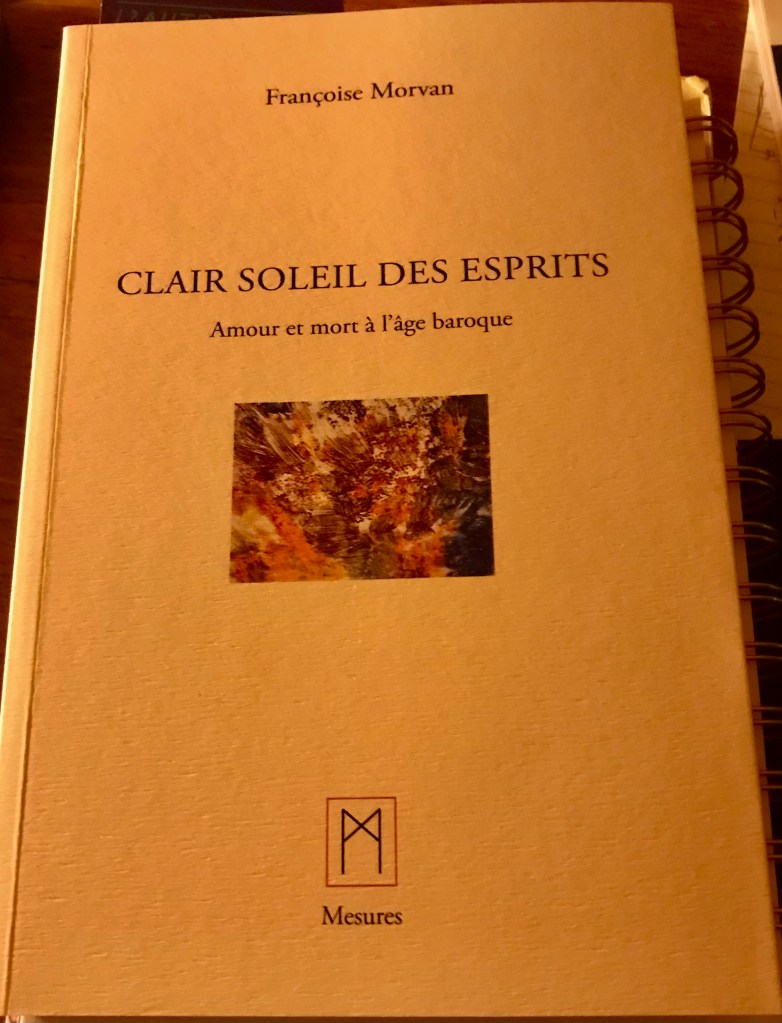 Françoise Morvan
CLAIR SOLEIL DES ESPRITS
Amour et mort à l'âge baroque
Mesures